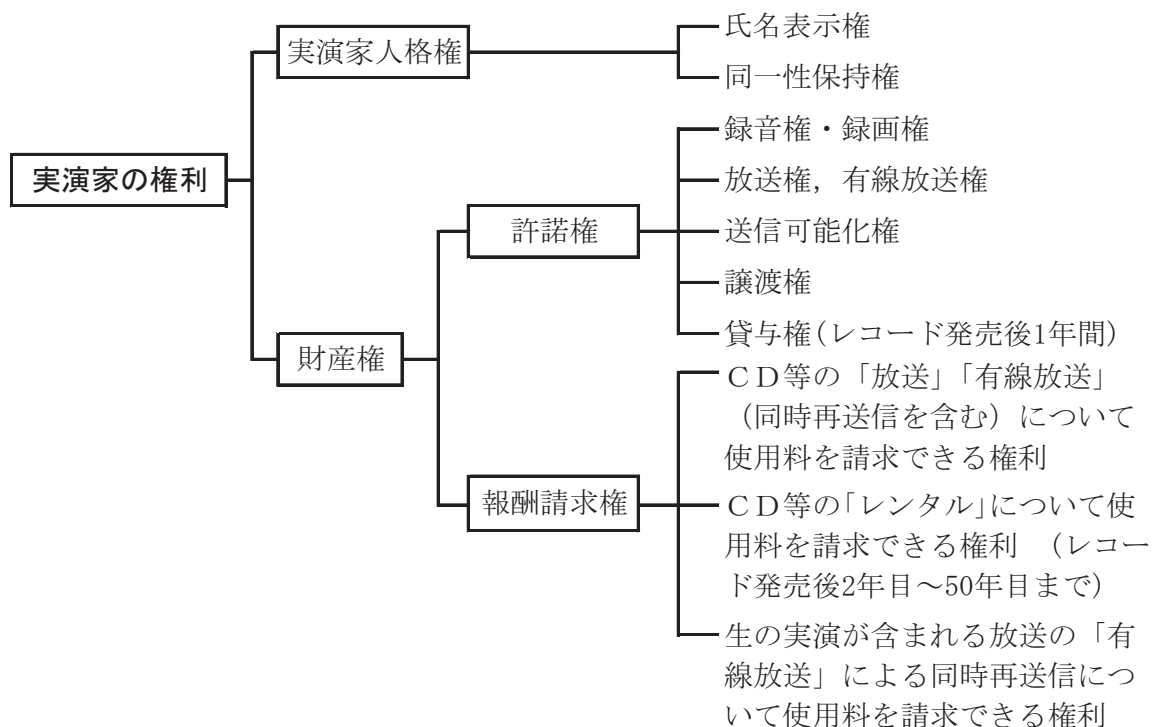 実演家の権利
実演家人格権
氏名表示権
同一性保持権
財産権
許諾権
録音権・録画権
放送権，有線放送権
送信可能化権
譲渡権
貸与権（レコード発売後1年間）
報酬請求権
ＣＤ等の「放送」「有線放送」
（同時再送信を含む）について
使用料を請求できる権利
ＣＤ等の「レンタル」について使
用料を請求できる権利　（レコー
ド発売後2年目～50年目まで）
生の実演が含まれる放送の「有
線放送」による同時再送信につ
いて使用料を請求できる権利